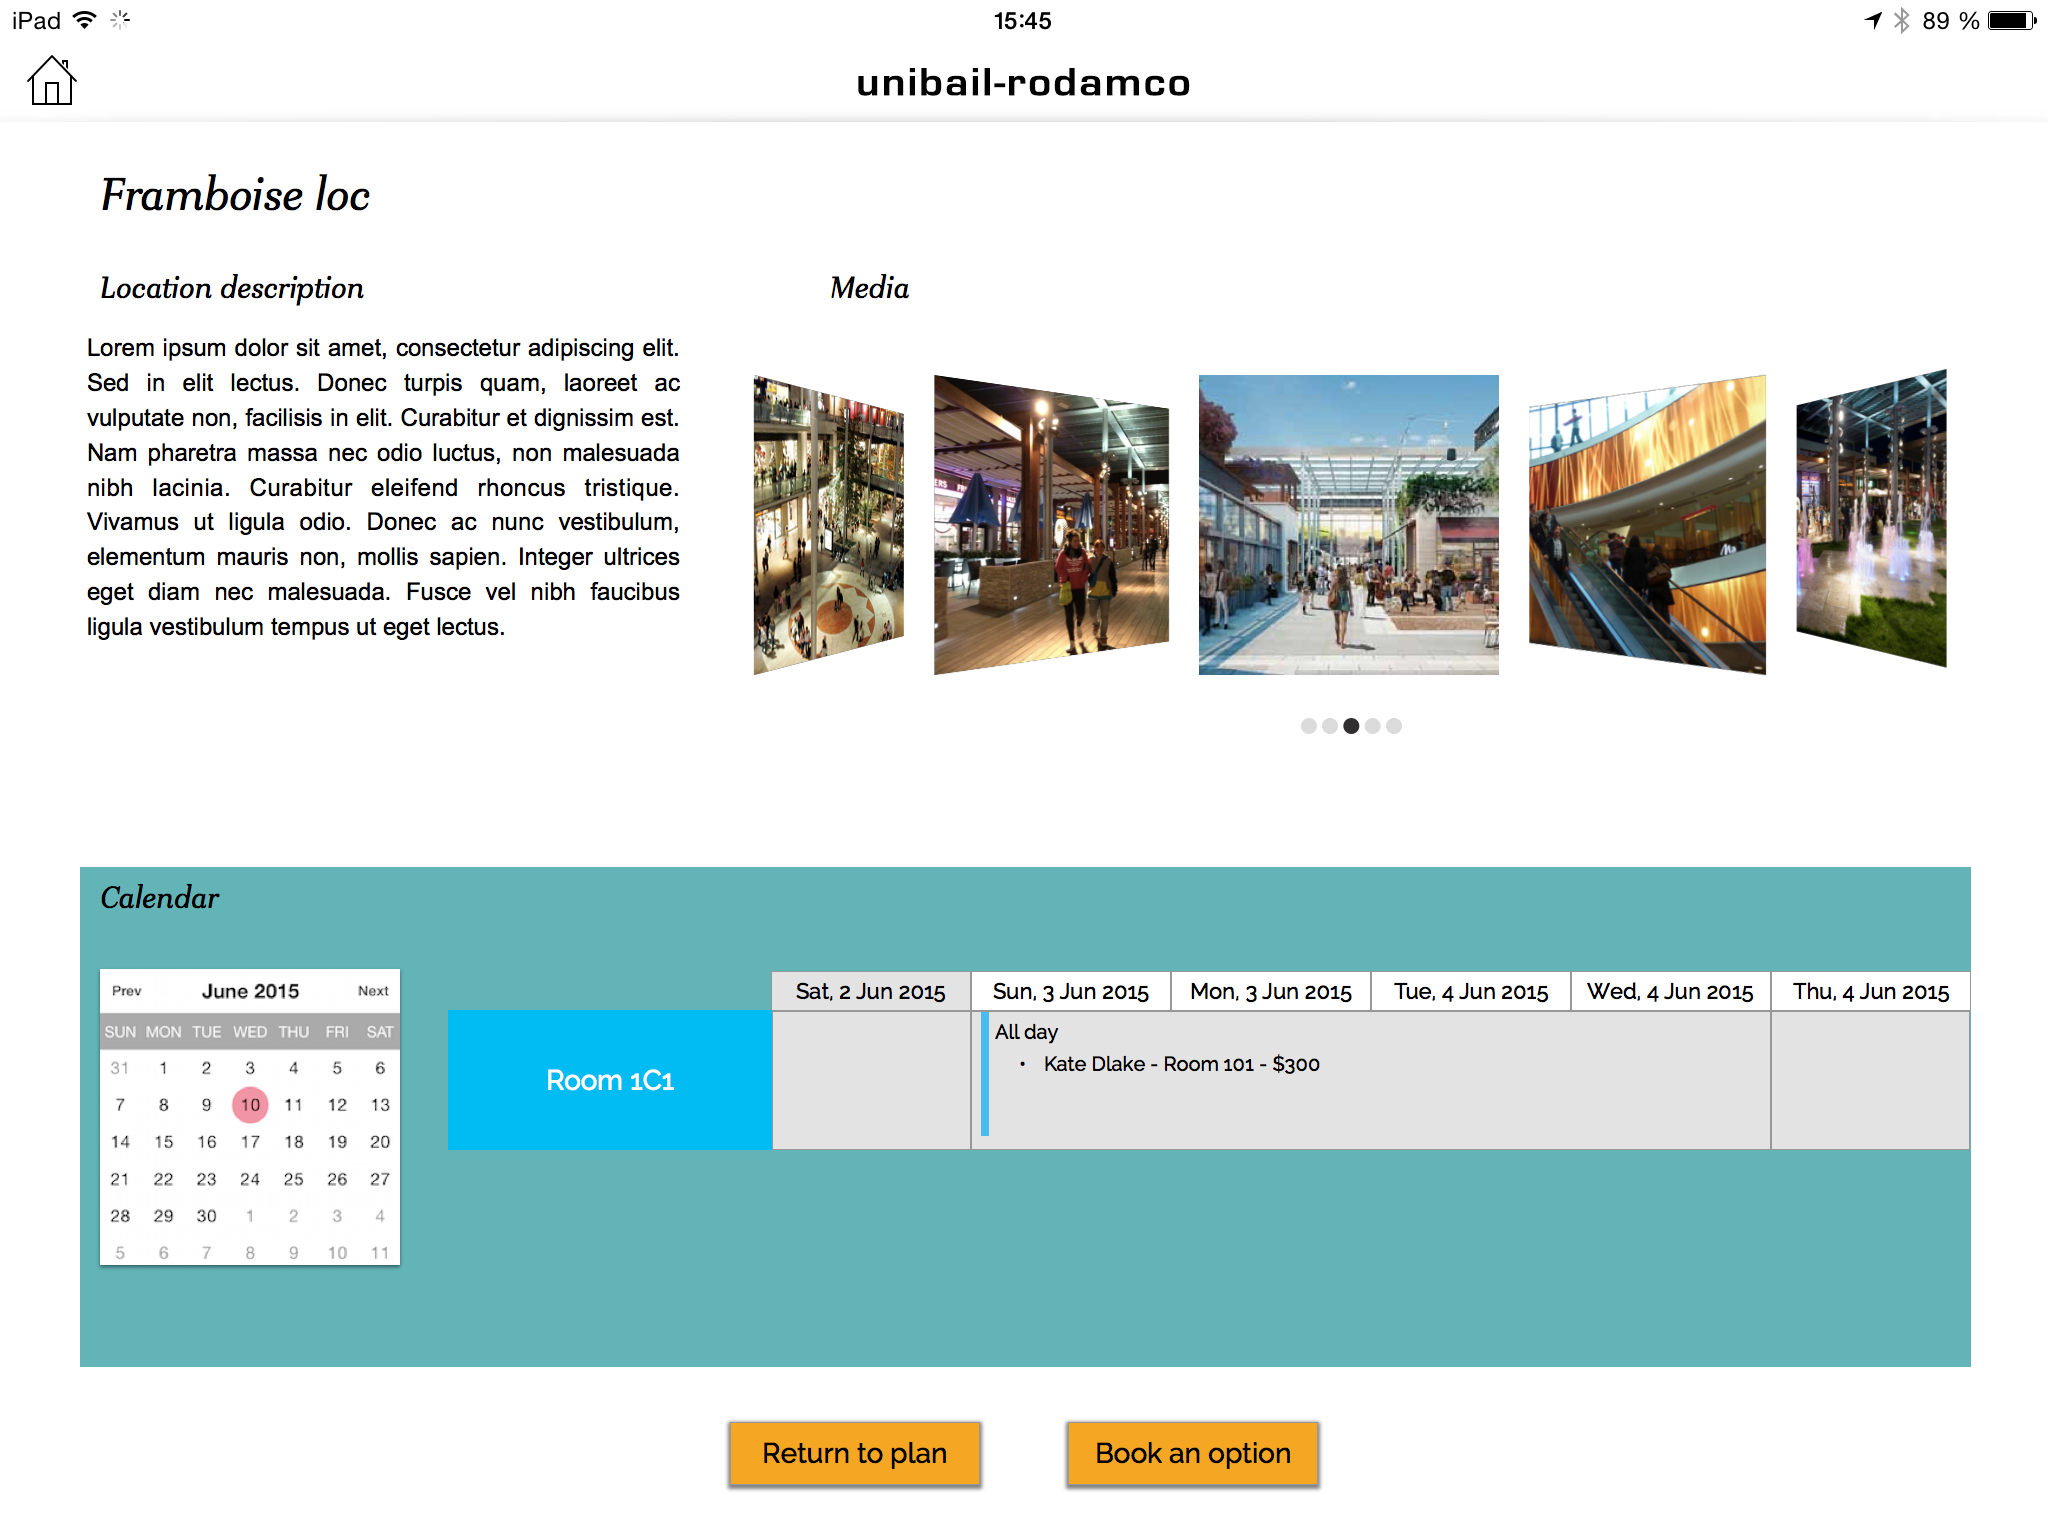 iPad 15:45 89 %
unibail-rodamco
Framboise loc
Location description
Lorem ipsum dolor sit amet, consectetur adipiscing elit.
Sed in elit lectus. Donec turpis quam, laoreet ac
vulputate non, facilisis in elit. Curabitur et dignissim est.
Nam pharetra massa nec odio luctus, non malesuada
nibh lacinia. Curabitur eleifend rhoncus tristique.
Vivamus ut ligula odio. Donec ac nunc vestibulum,
elementum mauris non, mollis sapien. Integer ultrices
eget diam nec malesuada. Fusce vel nibh faucibus
ligula vestibulum tempus ut eget lectus.
Media
Calendar
Prev June 2015 Next
SUN MON TUE WED THU FRI SAT
31 1 2 3 4 5 6
7 8 9 10 11 12 13
14 15 16 17 18 19 20
21 22 23 24 25 26 27
28 29 30 1 2 3 4
5 6 7 8 9 10 11
Sat, 2 Jun 2015 Sun, 3 Jun 2015 Mon, 3 Jun 2015 Tue, 4 Jun 2015 Wed, 4 Jun 2015 Thu, 4 Jun 2015
Room 1C1
All day
• Kate Dlake - Room 101 - $300
Return to plan
Book an option